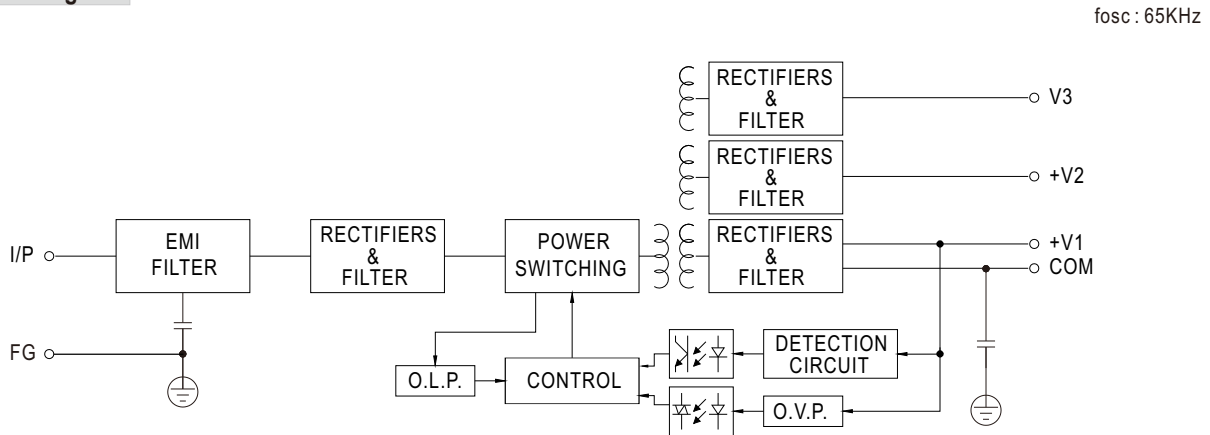 fosc : 65KHz
RECTIFIERS
&
FILTER
V3
RECTIFIERS
&
FILTER
+V2
I/P
EMI
FILTER
RECTIFIERS
&
FILTER
POWER
SWITCHING
RECTIFIERS
&
FILTER
+V1
COM
FG
O.L.P.
CONTROL
DETECTION
CIRCUIT
O.V.P.